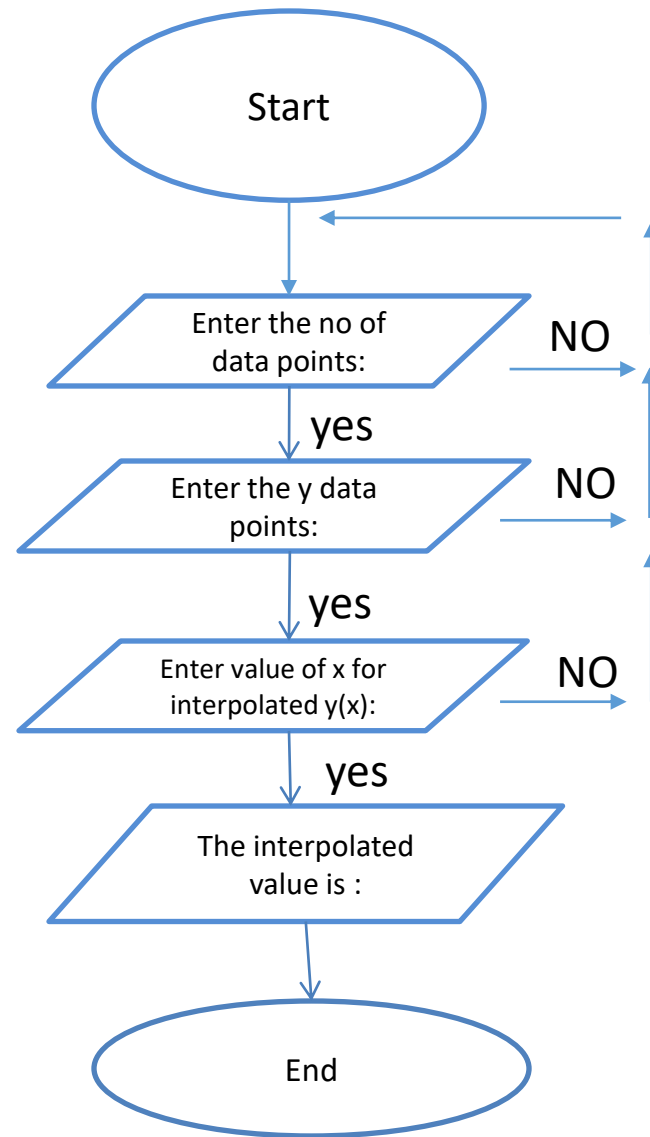 Start
Enter the no of
data points:
NO
yes
Enter the y data
points:
NO
yes
Enter value of x for
interpolated y(x):
NO
yes
The interpolated
value is :
End